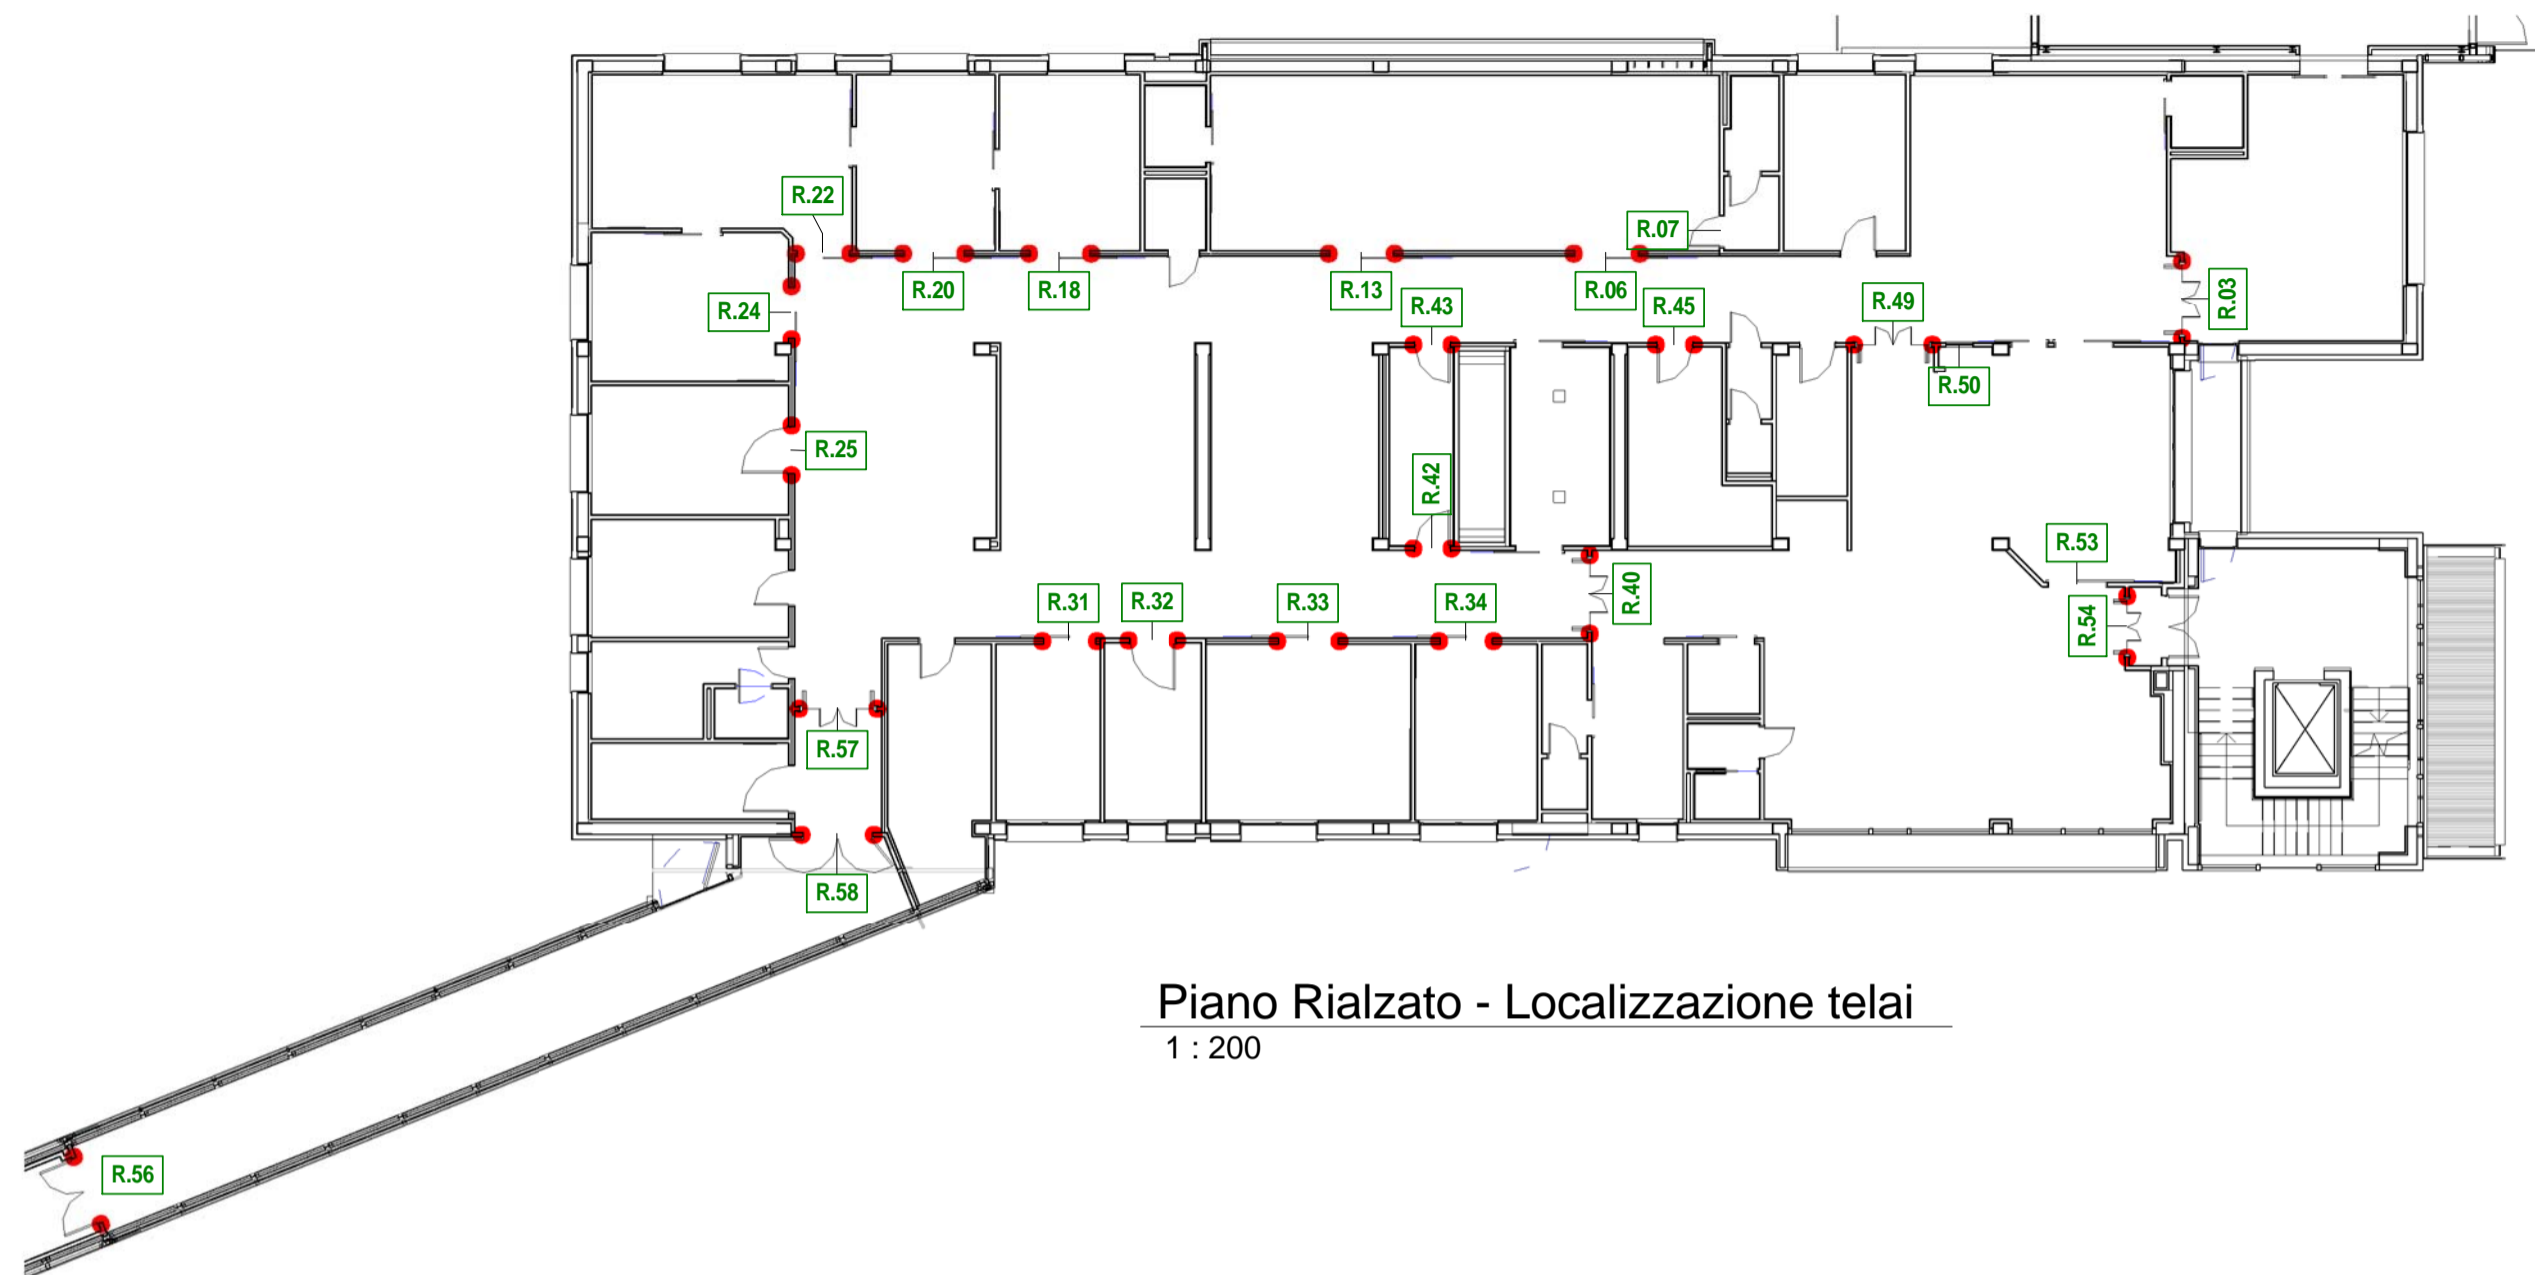 R.22
R.07
R.20
R.18
R.13
R.06
R.03
R.24
R.43
R.45
R.49
R.50
R.25
R.42
R.53
R.31
R.32
R.33
R.34
R.40
R.54
R.57
R.58
Piano Rialzato - Localizzazione telai
1 : 200
R.56